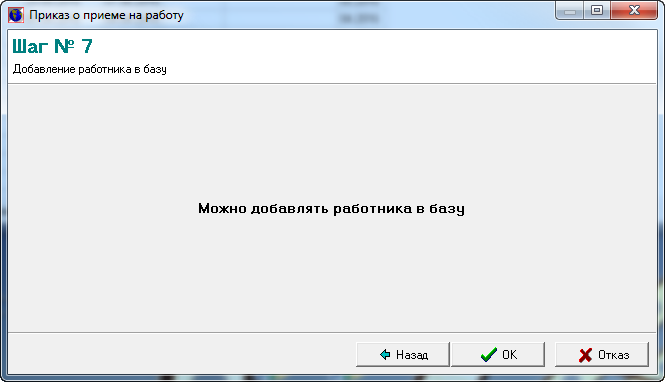 Приказ о приеме на работу
Шаг № 7
Добавление работника в базу
Можно добавлять работника в базу
Назад
OK
Отказ